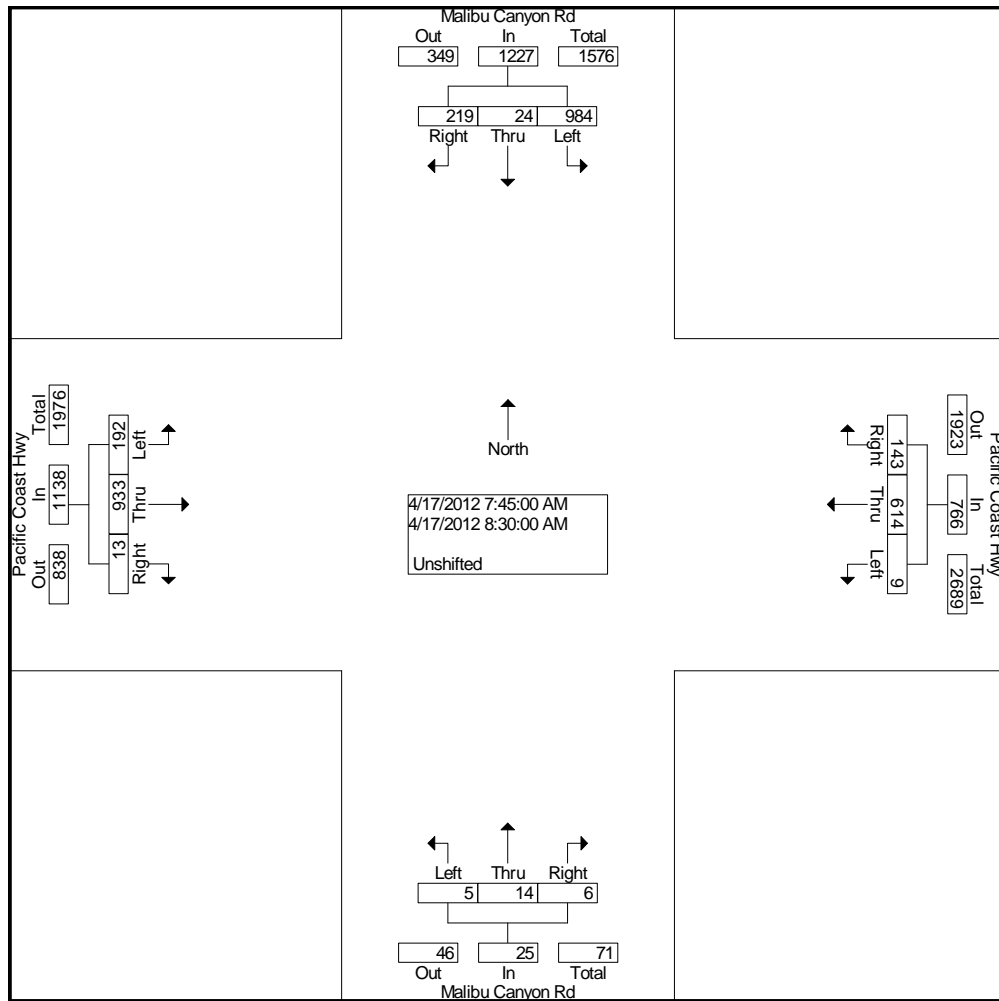 Malibu Canyon Rd
Out In Total
349 1227 1576
219 24 984
Right Thru Left
Pacific Coast Hwy
Total In Out
1976 1138 838
192 933 13
Left Thru Right
North
4/17/2012 7:45:00 AM
4/17/2012 8:30:00 AM
Unshifted
Right Thru Left
143 614 9
1923 766 2689
Out In Total
Pacific Coast Hwy
Left Thru Right
5 14 6
46 25 71
Out In Total
Malibu Canyon Rd